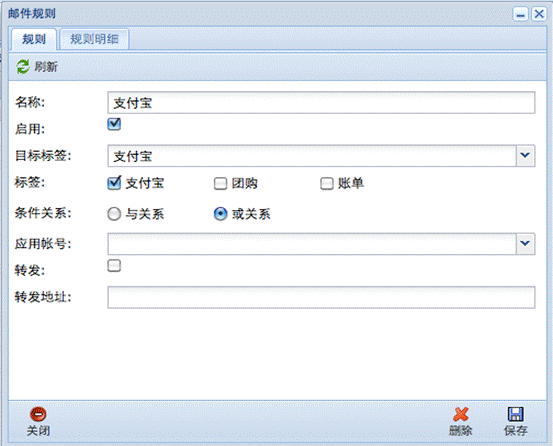 邮件规则
规则 规则明细
刷新
名称: 支付宝
启用:
目标标签: 支付宝
标签: 支付宝 团购 账单
条件关系: 与关系 或关系
应用帐号:
转发:
转发地址:
关闭 删除 保存